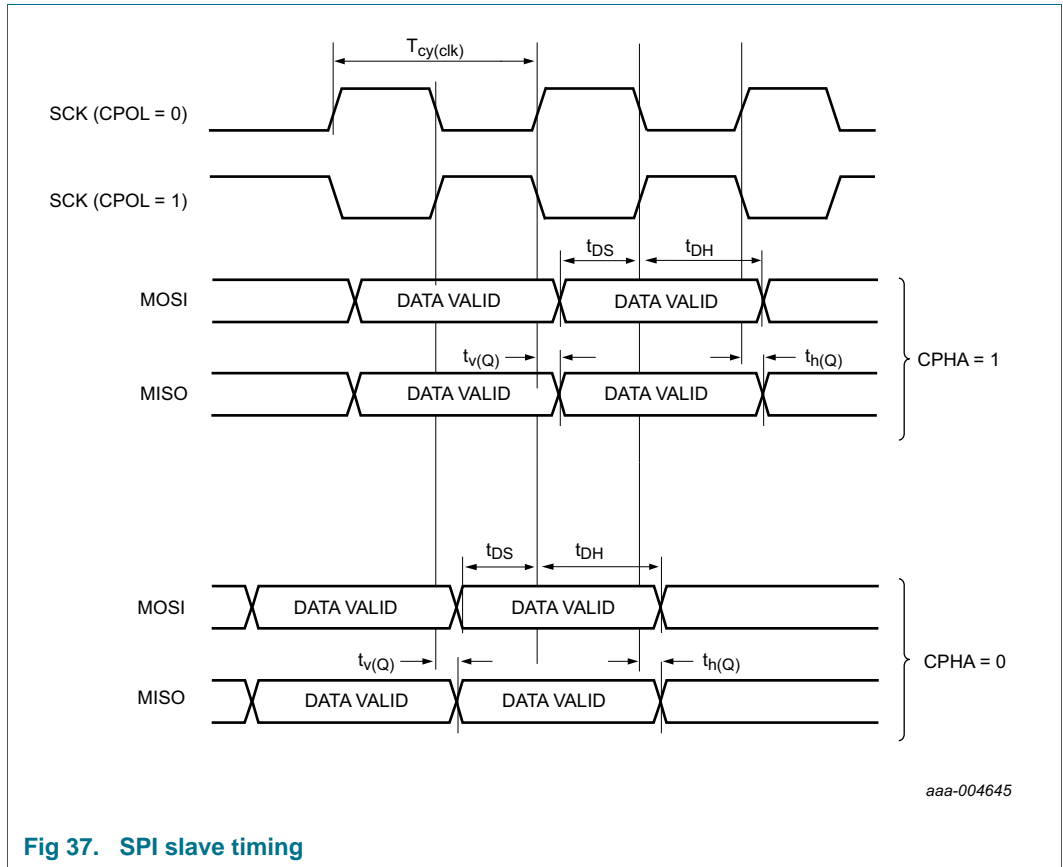 Tcy(clk)
SCK (CPOL = 0)
SCK (CPOL = 1)
tDS tDH
MOSI DATA VALID DATA VALID
tv(Q) th(Q)
CPHA = 1
MISO DATA VALID DATA VALID
tDS tDH
MOSI DATA VALID DATA VALID
tv(Q) th(Q)
CPHA = 0
MISO DATA VALID DATA VALID
aaa-004645
Fig 37. SPI slave timing